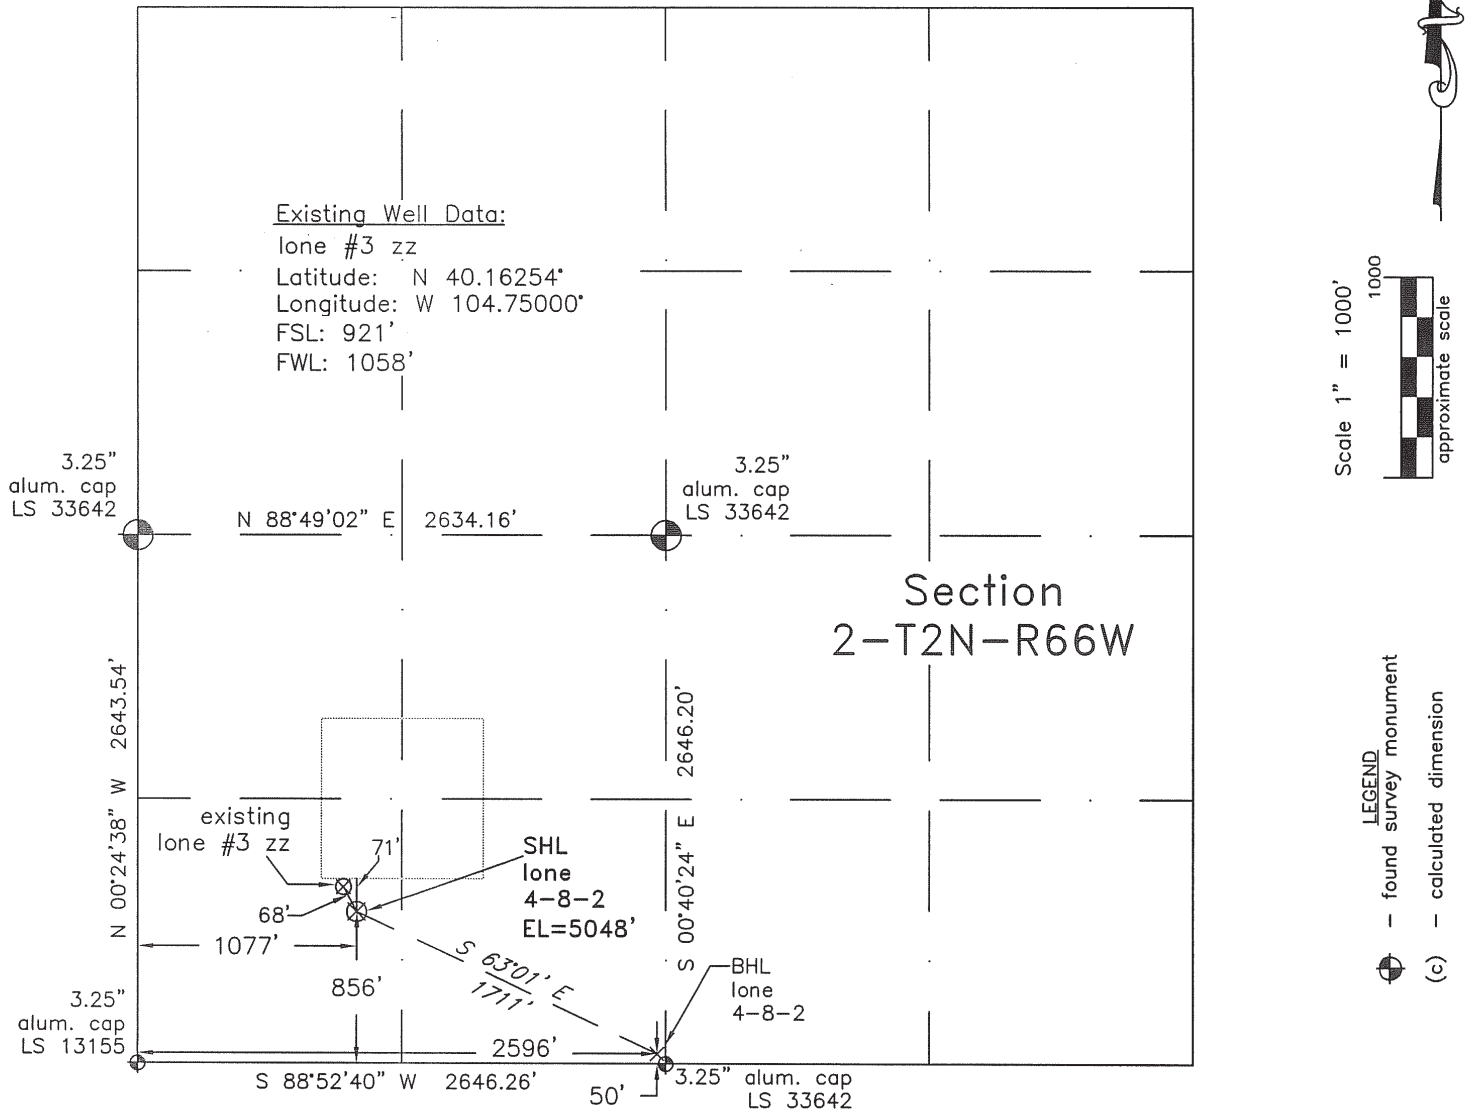 Existing Well Data:
Ione #3 zz
Latitude: N 40.16254°
Longitude: W 104.75000°
FSL: 921'
FWL: 1058'
3.25"
alum. cap
LS 33642
N 88°49'02" E 2634.16'
3.25"
alum. cap
LS 33642
Section
2-T2N-R66W
N 00°24'38" W 2643.54'
S 00°40'24" E 2646.20'
existing
Ione #3 zz
71'
68'
SHL
Ione
4-8-2
EL=5048'
1077'
856'
S 63°01' E
1711'
BHL
Ione
4-8-2
3.25"
alum. cap
LS 13155
2596'
S 88°52'40" W 2646.26'
50'
3.25" alum. cap
LS 33642
Scale 1" = 1000'
1000
approximate scale
LEGEND
- found survey monument
(c) - calculated dimension